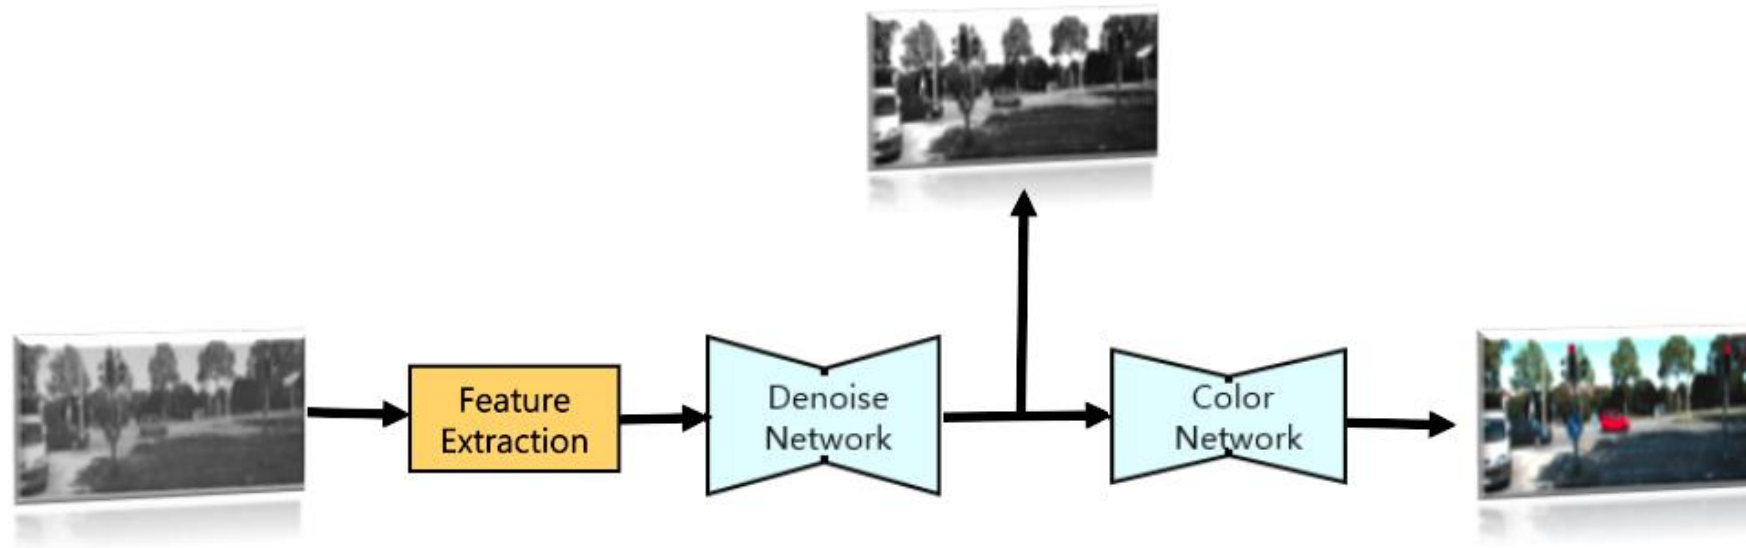 Feature
Extraction
Denoise
Network
Color
Network